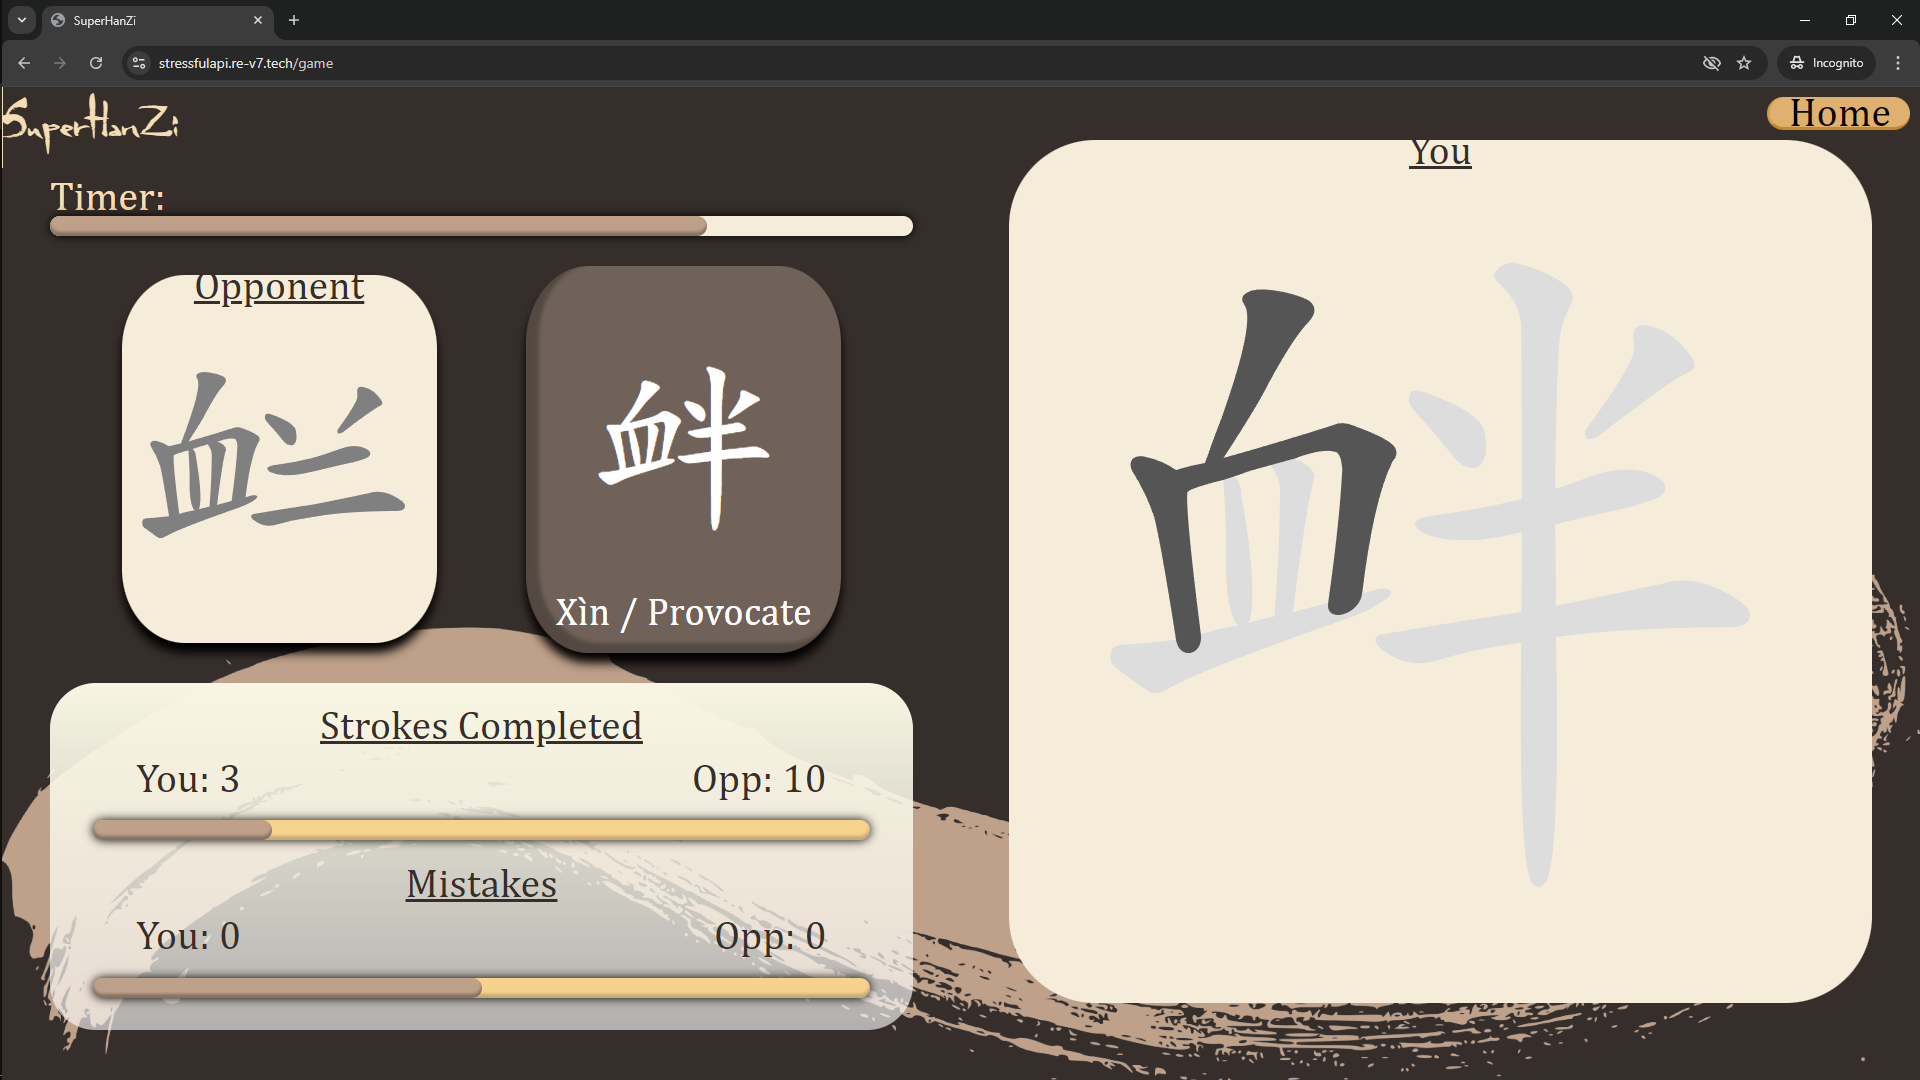 SuperHanZi
stressfulapi.re-v7.tech/game
Incognito
SuperHanZi
Home
Timer:
Opponent
衅
Xìn / Provocate
You
衅
Strokes Completed
You: 3
Opp: 10
Mistakes
You: 0
Opp: 0